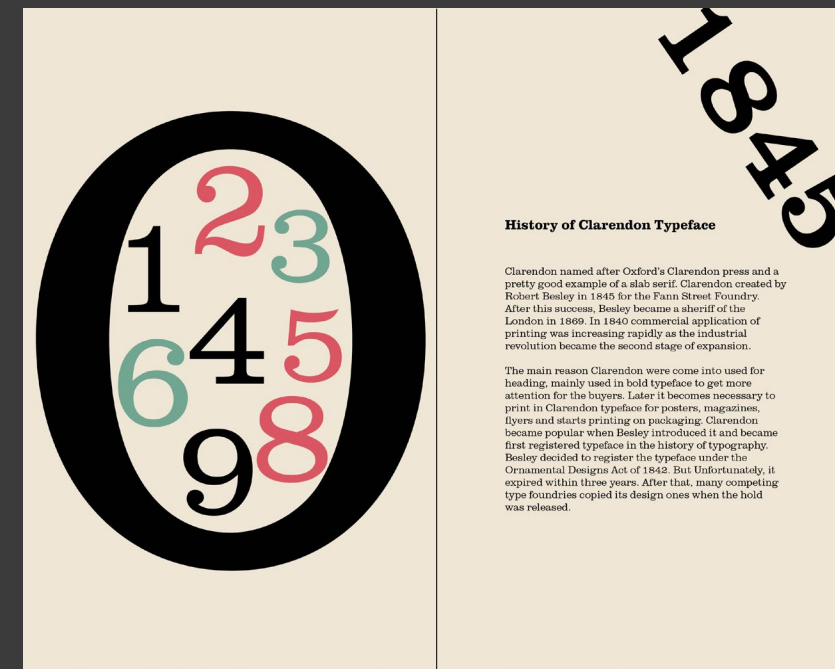 0
2
3
1
4
5
6
8
9
1845
History of Clarendon Typeface
Clarendon named after Oxford's Clarendon press and a
pretty good example of a slab serif. Clarendon created by
Robert Besley in 1845 for the Fann Street Foundry.
After this success, Besley became a sheriff of the
London in 1869. In 1840 commercial application of
printing was increasing rapidly as the industrial
revolution became the second stage of expansion.
The main reason Clarendon were come into used for
heading, mainly used in bold typeface to get more
attention for the buyers. Later it becomes necessary to
print in Clarendon typeface for posters, magazines,
flyers and starts printing on packaging. Clarendon
became popular when Besley introduced it and became
first registered typeface in the history of typography.
Besley decided to register the typeface under the
Ornamental Designs Act of 1842. But Unfortunately, it
expired within three years. After that, many competing
type foundries copied its design ones when the hold
was released.